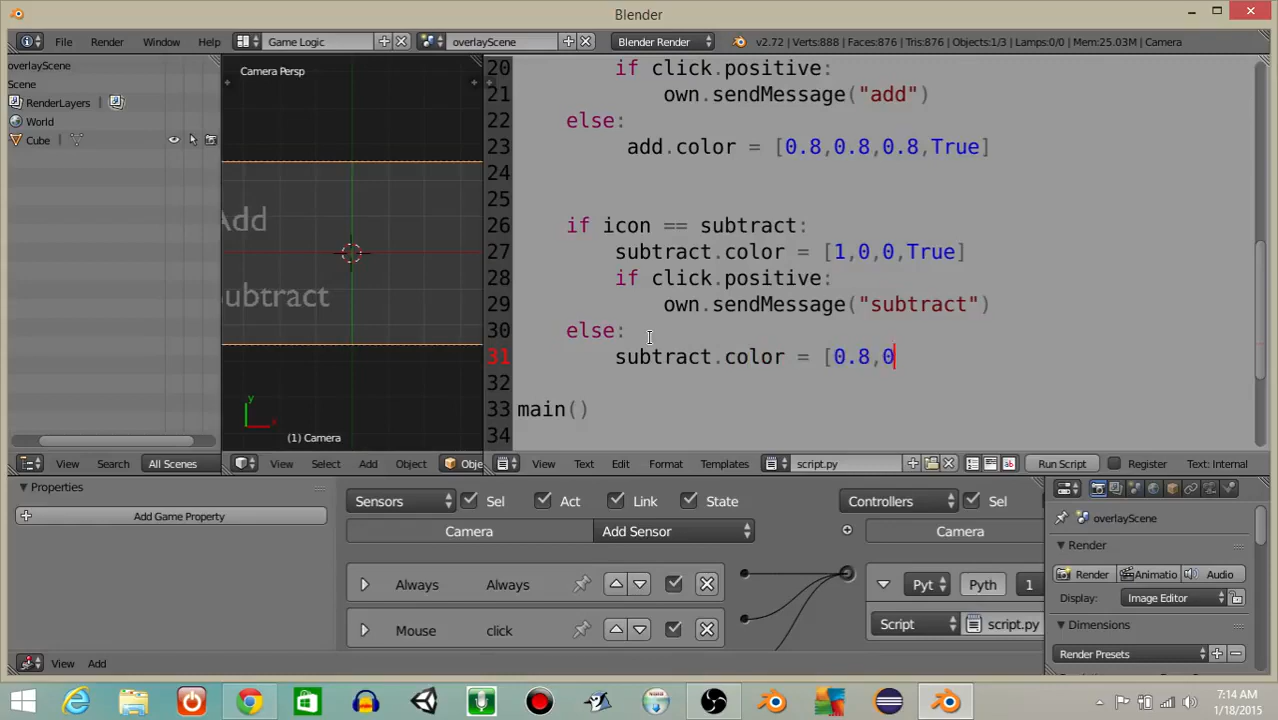 Blender
File Render Window Help Game Logic overlayScene Blender Render v2.72 | Verts:888 | Faces:876 | Tris:876 | Objects:1/3 | Lamps:0/0 | Mem:25.03M | Camera
overlayScene
Scene
RenderLayers |
World
Cube |
Camera Persp
Add
ubtract
(1) Camera
20 if click.positive:
21 own.sendMessage("add")
22 else:
23 add.color = [0.8,0.8,0.8,True]
24
25
26 if icon == subtract:
27 subtract.color = [1,0,0,True]
28 if click.positive:
29 own.sendMessage("subtract")
30 else:
31 subtract.color = [0.8,0
32
33 main()
34
View Search All Scenes View Select Add Object Obje View Text Edit Format Templates script.py Run Script Register Text: Internal
Properties
Add Game Property
Sensors Sel Act Link State Controllers Sel
Camera Add Sensor Camera
Always Always Pyt Pyth 1
Mouse click Script script.py
View Add
overlayScene
Render
Render Animatio Audio
Display: Image Editor
Dimensions
Render Presets
7:14 AM
1/18/2015